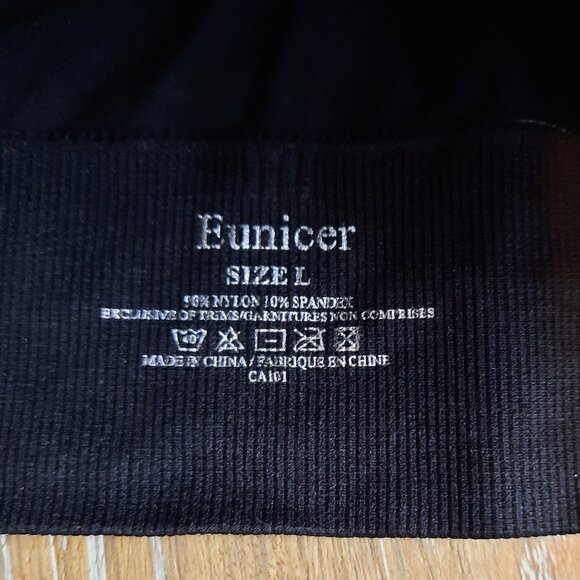 Eunicer
SIZE L
90% NYLON 10% SPANDEX
EXCLUSIVE OF TRIMS/GARNITURES NON COMPRISES
40
MADE IN CHINA / FABRIQUE EN CHINE
CA101